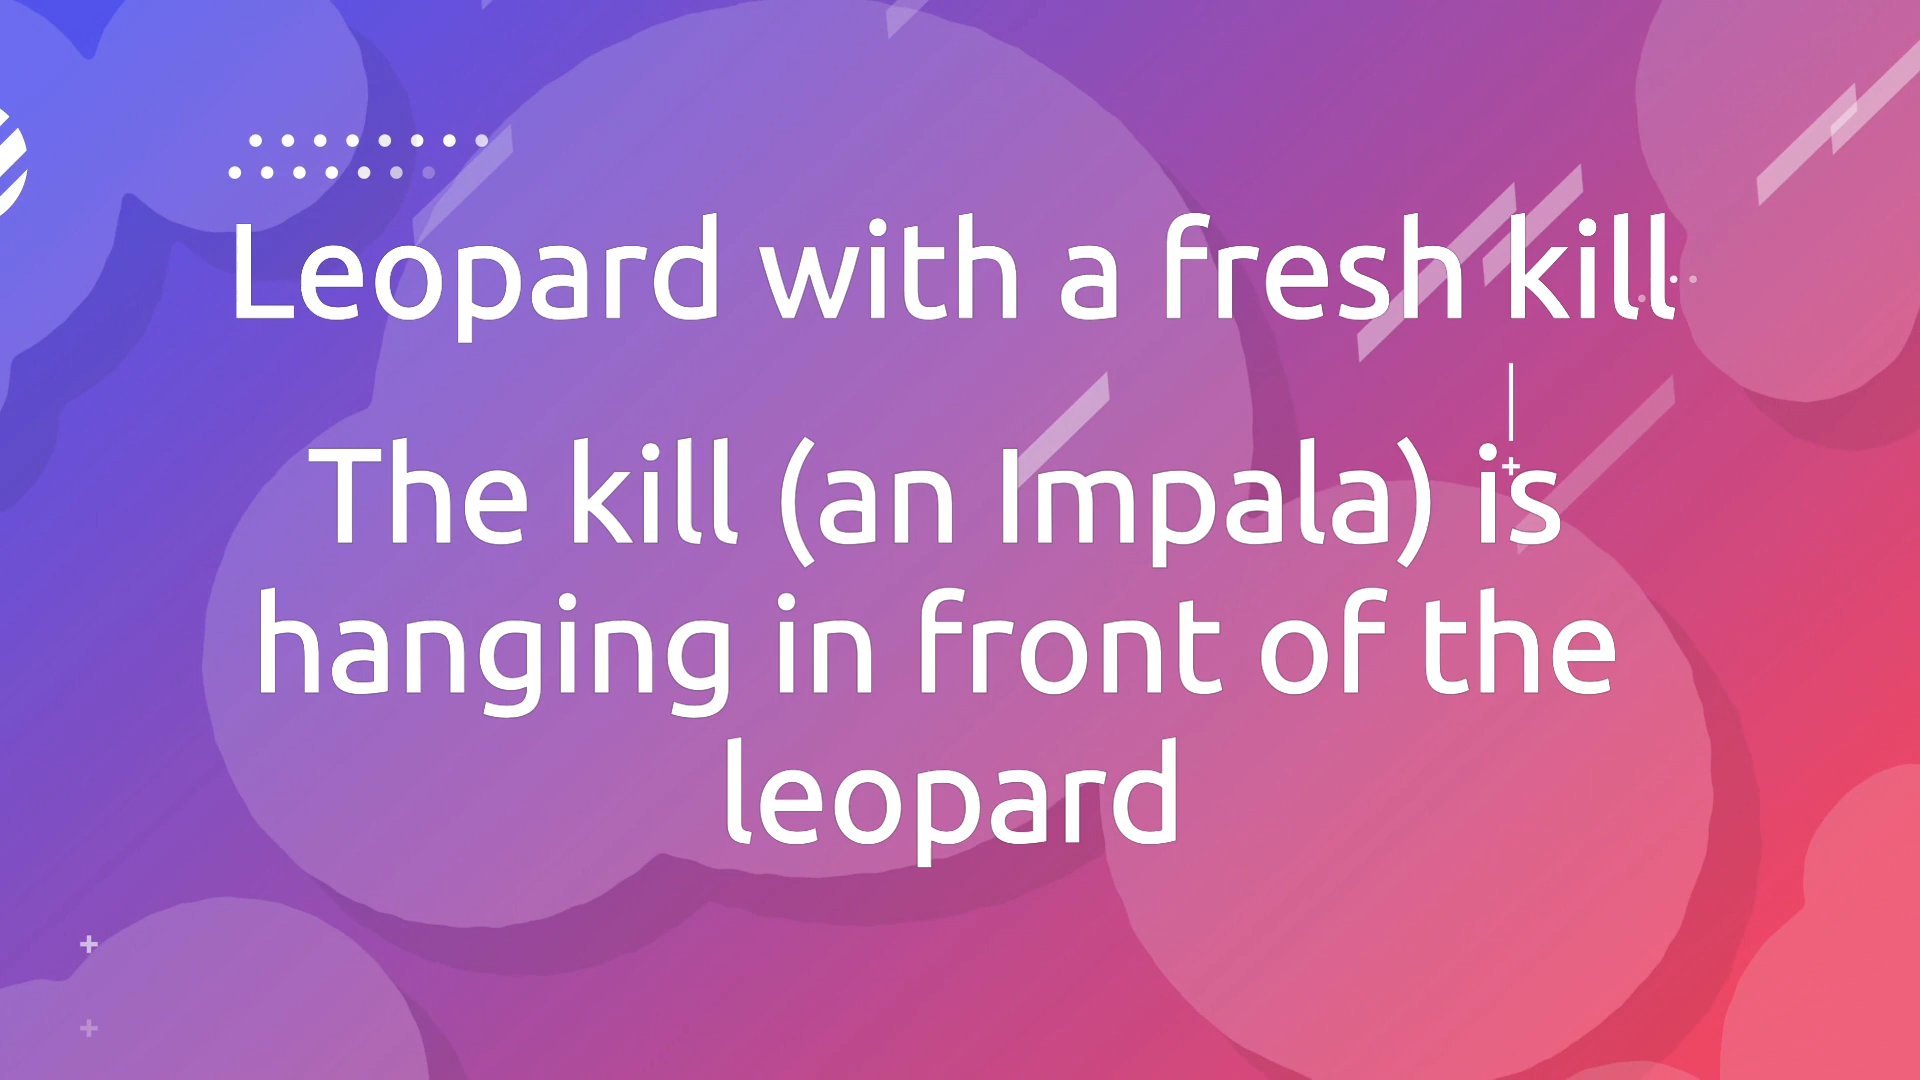 Leopard with a fresh kill
The kill (an Impala) is
hanging in front of the
leopard